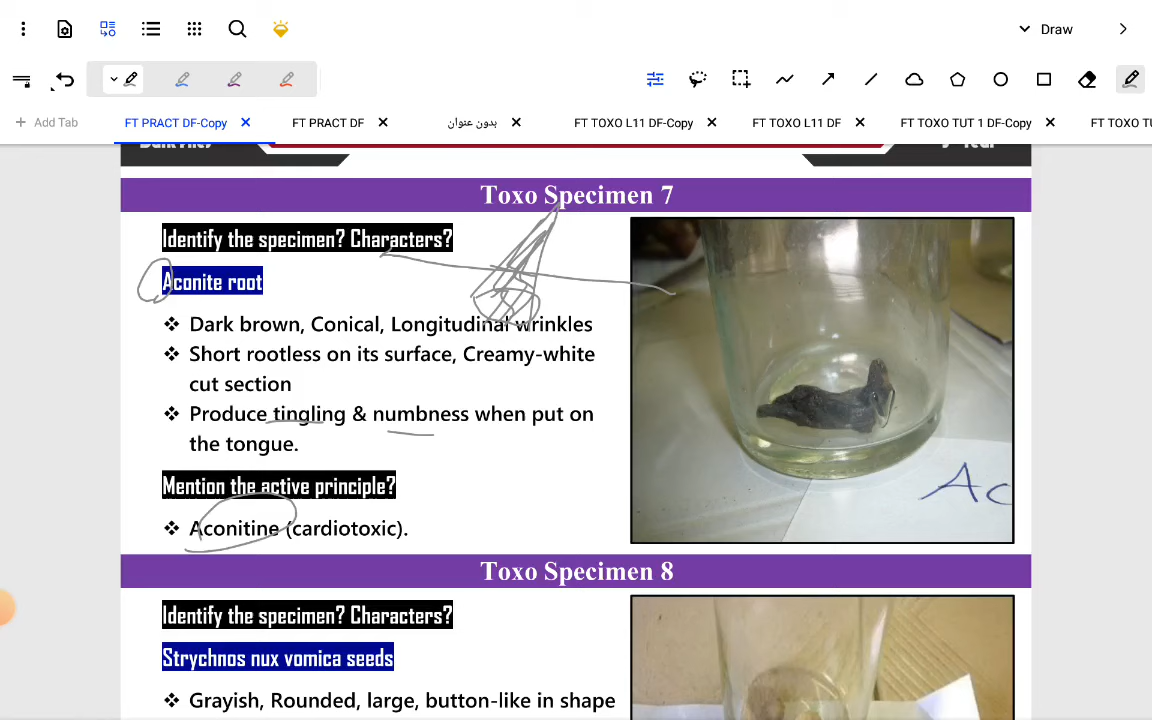 Draw
Add Tab
FT PRACT DF-Copy
FT PRACT DF
بدون عنوان
FT TOXO L11 DF-Copy
FT TOXO L11 DF
FT TOXO TUT 1 DF-Copy
FT TOXO TU
Toxo Specimen 7
Identify the specimen? Characters?
Aconite root
❖ Dark brown, Conical, Longitudinal wrinkles
❖ Short rootless on its surface, Creamy-white
cut section
❖ Produce tingling & numbness when put on
the tongue.
Mention the active principle?
❖ Aconitine (cardiotoxic).
Ac
Toxo Specimen 8
Identify the specimen? Characters?
Strychnos nux vomica seeds
❖ Grayish, Rounded, large, button-like in shape